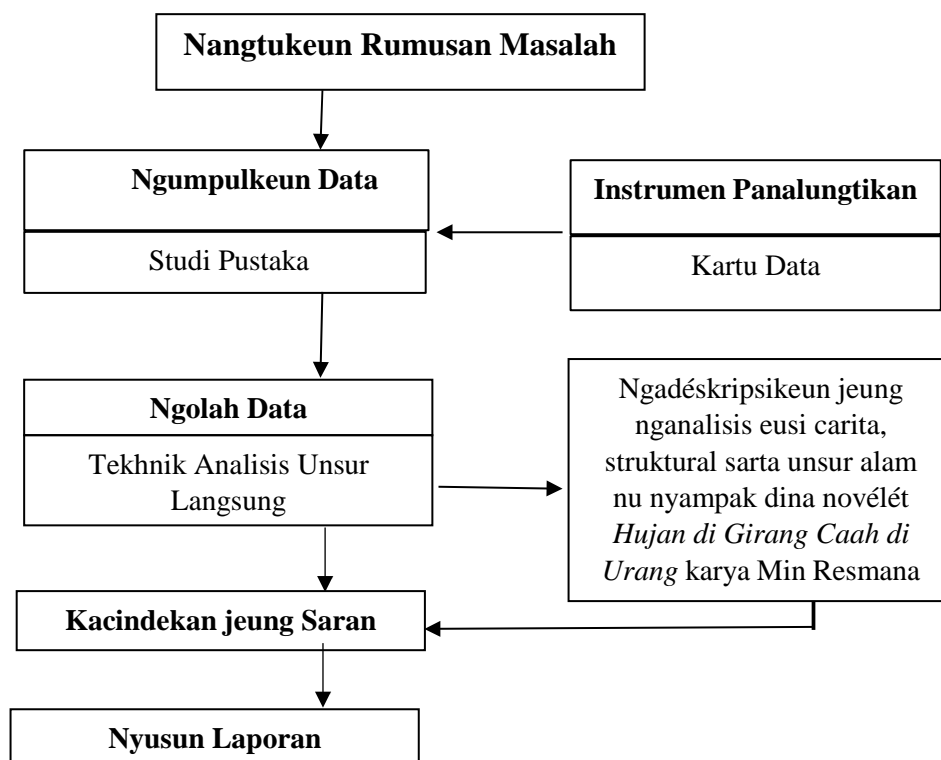 Nangtukeun Rumusan Masalah
Ngumpulkeun Data
Studi Pustaka
Instrumen Panalungtikan
Kartu Data
Ngolah Data
Tekhnik Analisis Unsur
Langsung
Ngadéskripsikeun jeung
nganalisis eusi carita,
struktural sarta unsur alam
nu nyampak dina novélét
Hujan di Girang Caah di
Urang karya Min Resmana
Kacindekan jeung Saran
Nyusun Laporan